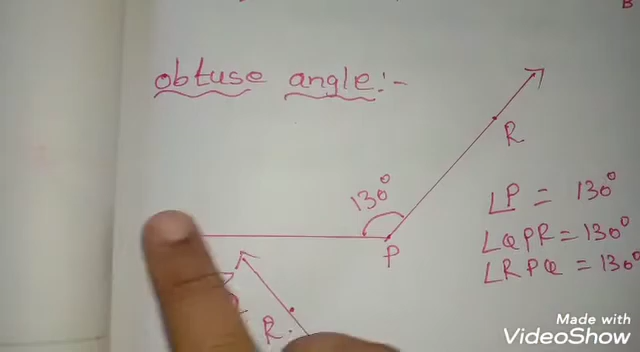 B
obtuse angle:-
R
130°
P
∠P = 130°
∠QPR = 130°
∠RPQ = 130°
R
Made with
VideoShow